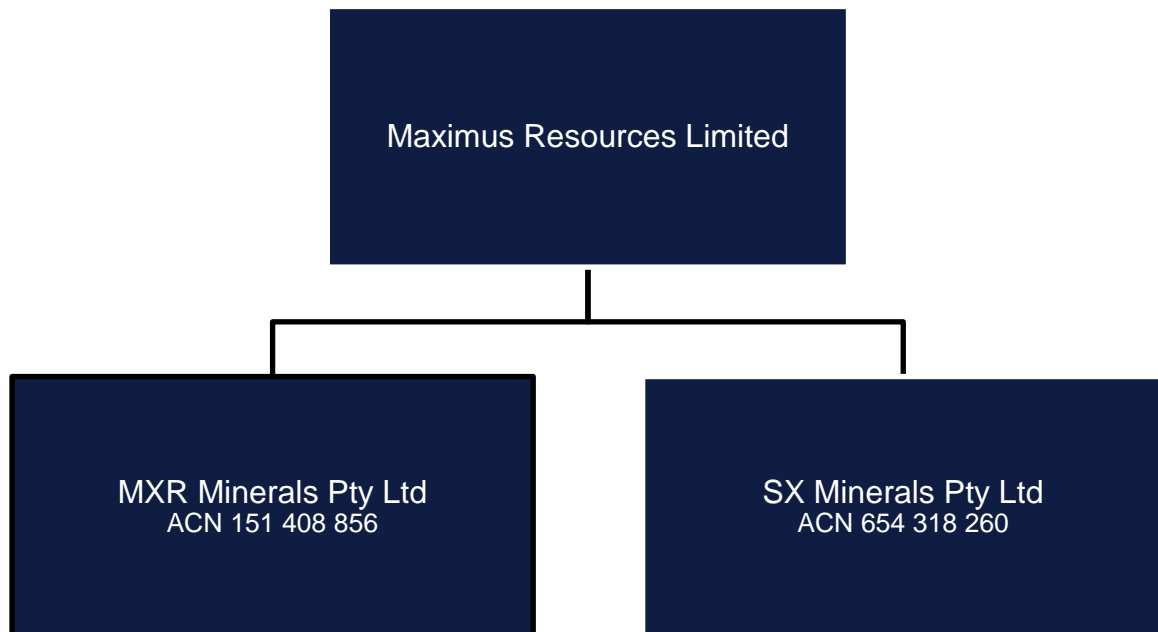 Maximus Resources Limited
MXR Minerals Pty Ltd
ACN 151 408 856
SX Minerals Pty Ltd
ACN 654 318 260